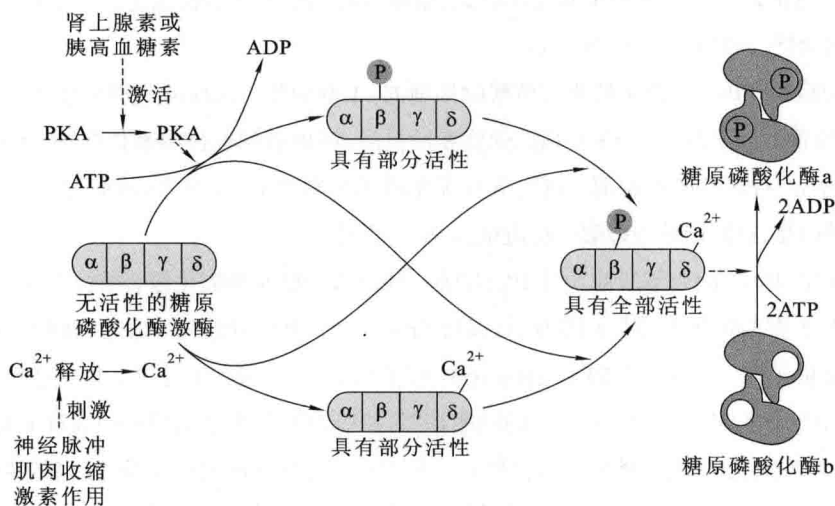 肾上腺素或
胰高血糖素
激活
PKA
PKA
ATP
ADP
P
α β γ δ
具有部分活性
α β γ δ
无活性的糖原
磷酸化酶激酶
Ca²⁺ 释放
Ca²⁺
刺激
神经脉冲
肌肉收缩
激素作用
Ca²⁺
α β γ δ
具有部分活性
P
Ca²⁺
α β γ δ
具有全部活性
P
P
糖原磷酸化酶a
2ADP
2ATP
糖原磷酸化酶b